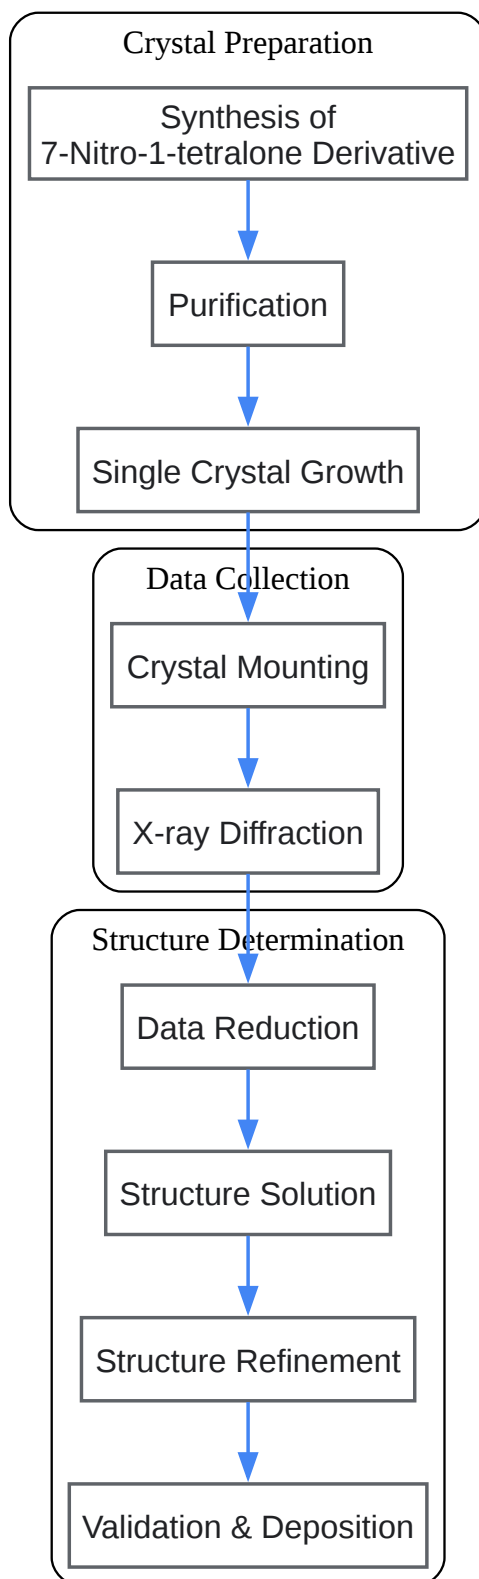 Crystal Preparation
Synthesis of
7-Nitro-1-tetralone Derivative
Purification
Single Crystal Growth
Data Collection
Crystal Mounting
X-ray Diffraction
Structure Determination
Data Reduction
Structure Solution
Structure Refinement
Validation & Deposition